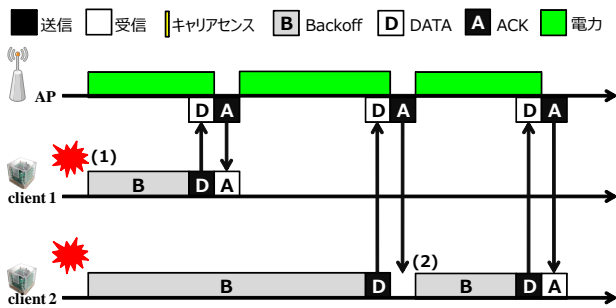 送信 受信 キャリアセンス B Backoff D DATA A ACK 電力
AP
D A D A D A
(1)
B D A
client 1
(2)
B D B D A
client 2